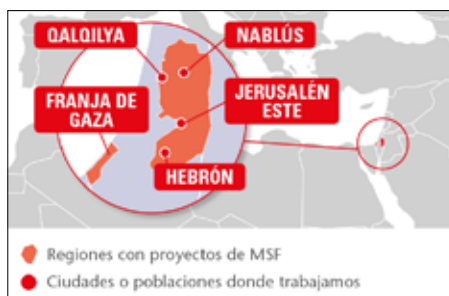 QALQILYA
NABLÚS
FRANJA DE
GAZA
JERUSALÉN
ESTE
HEBRÓN
Regiones con proyectos de MSF
Ciudades o poblaciones donde trabajamos